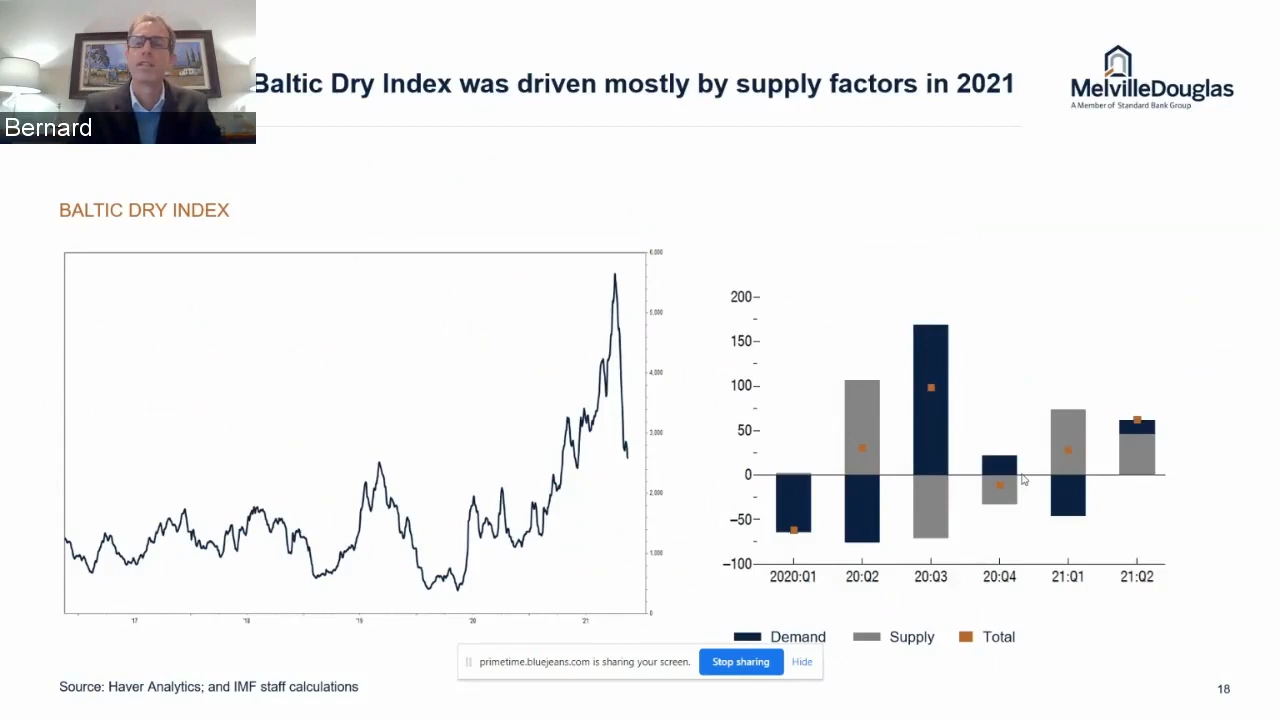 Bernard
Baltic Dry Index was driven mostly by supply factors in 2021
MelvilleDouglas
A Member of Standard Bank Group
BALTIC DRY INDEX
6,000
5,000
4,000
3,000
2,000
1,000
0
'17
'18
'19
'20
'21
200
150
100
50
0
−50
−100
2020:Q1
20:Q2
20:Q3
20:Q4
21:Q1
21:Q2
Demand
Supply
Total
primetime.bluejeans.com is sharing your screen.
Stop sharing
Hide
Source: Haver Analytics; and IMF staff calculations
18